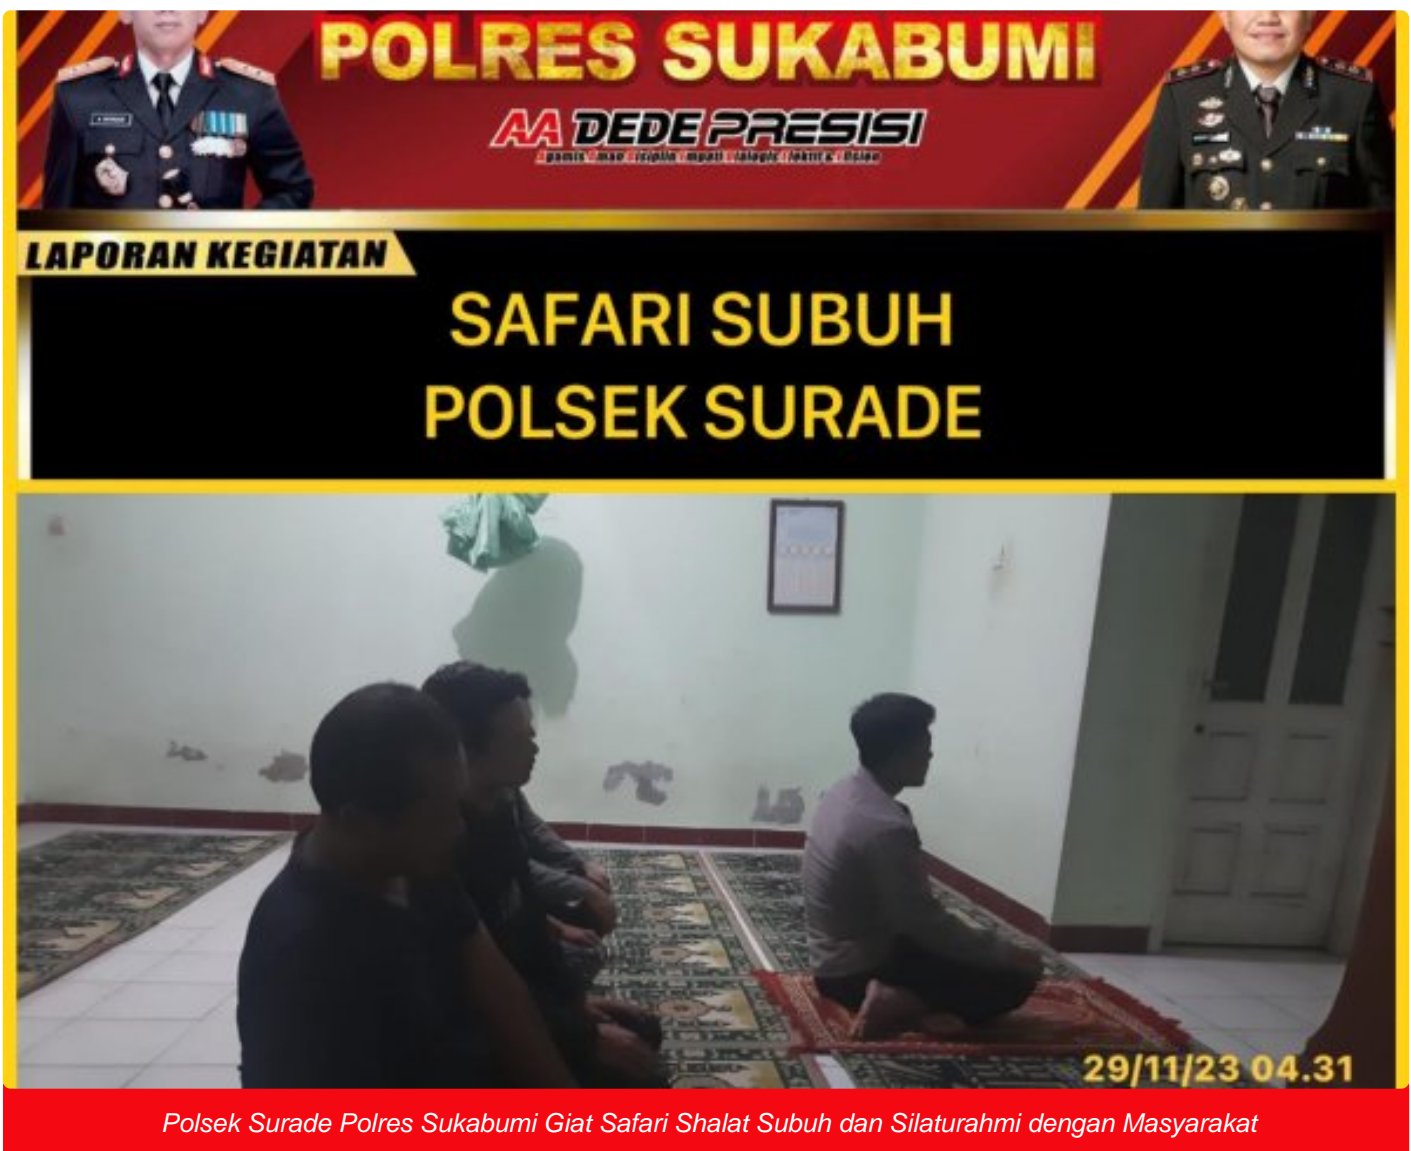 POLRES SUKABUMI
AA DEDE PRESISI
LAPORAN KEGIATAN
SAFARI SUBUH
POLSEK SURADE
29/11/23 04.31
Polsek Surade Polres Sukabumi Giat Safari Shalat Subuh dan Silaturahmi dengan Masyarakat